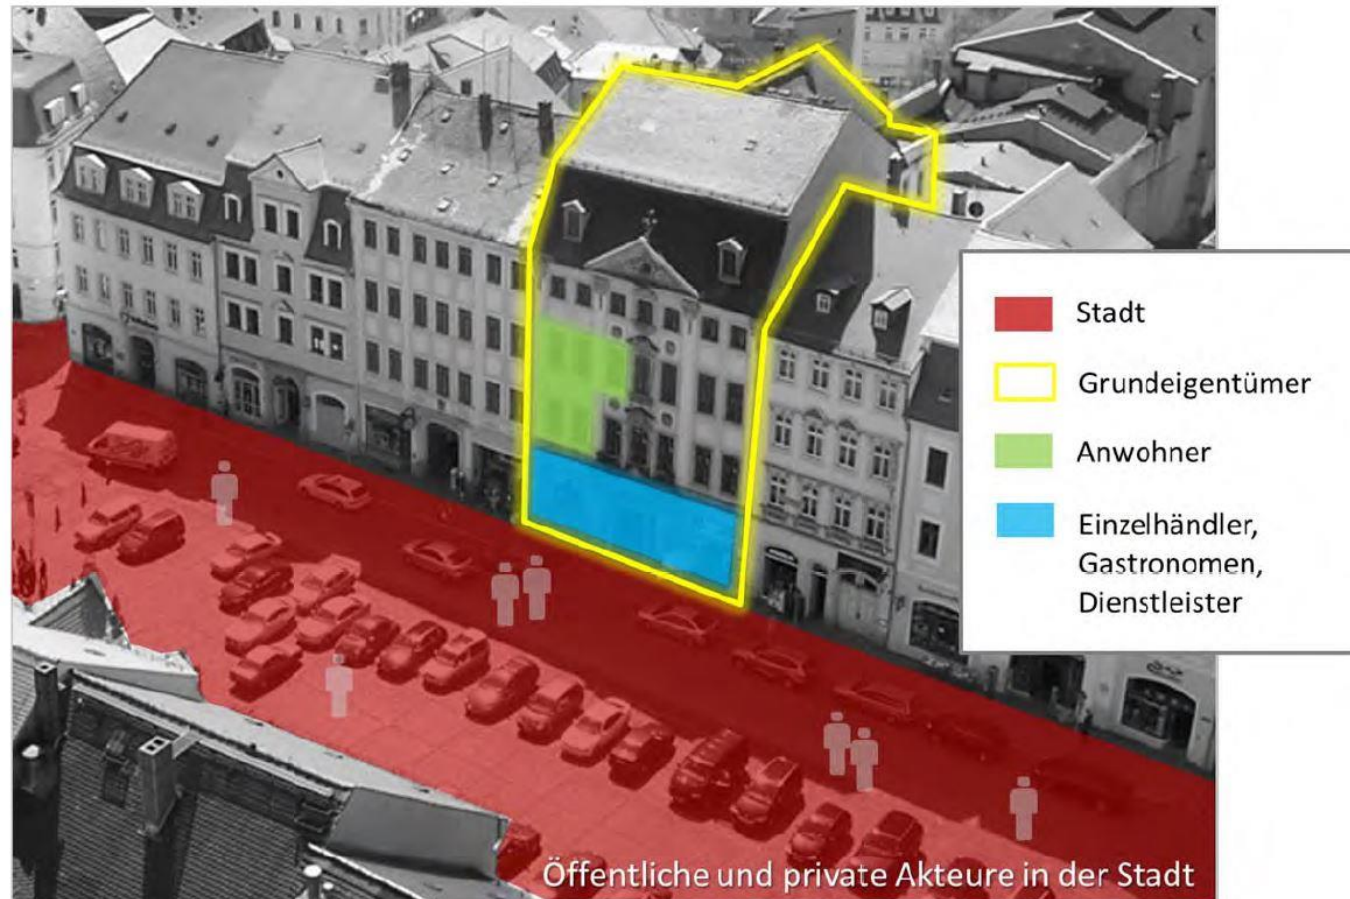 Stadt
Grundeigentümer
Anwohner
Einzelhändler,
Gastronomen,
Dienstleister
Öffentliche und private Akteure in der Stadt